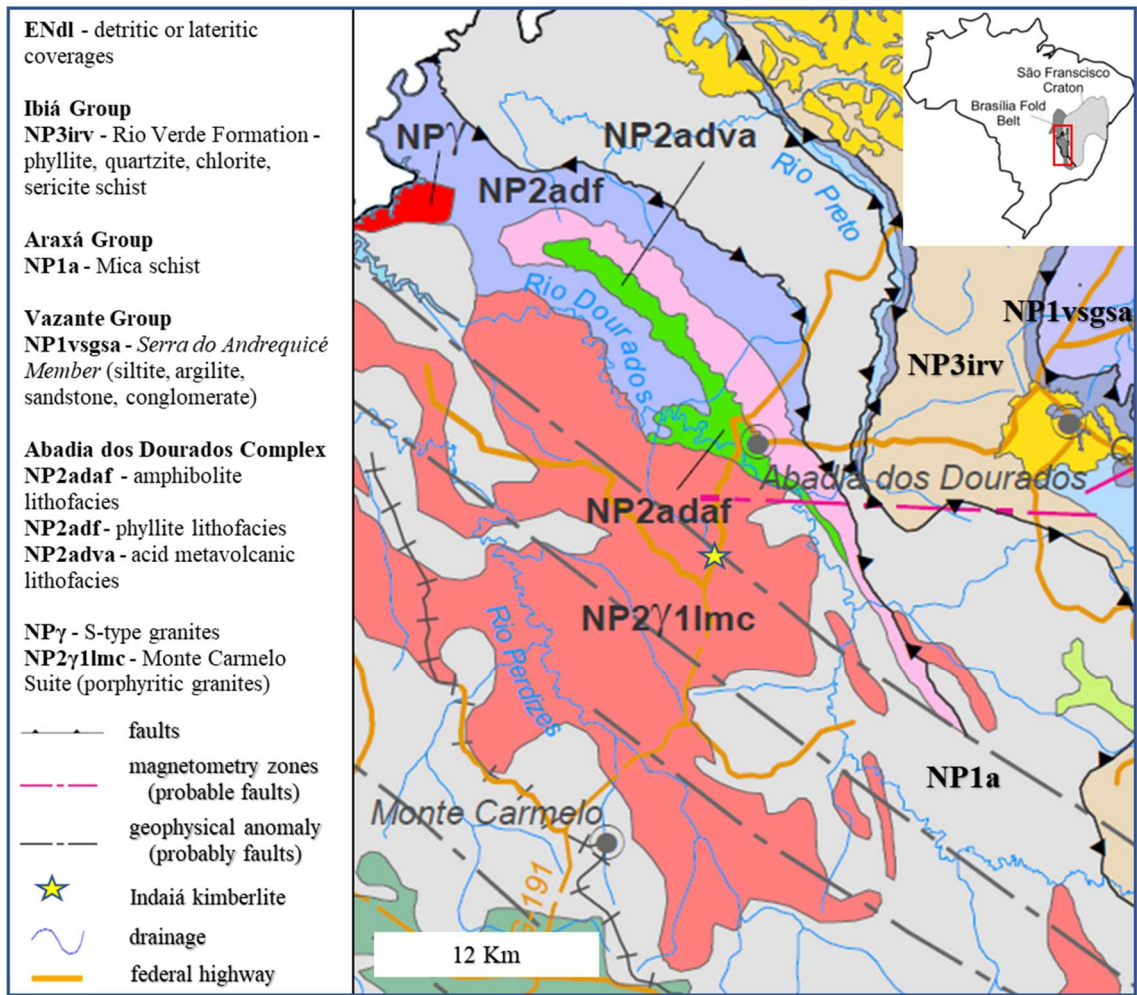 ENdl - detritic or lateritic
coverages
Ibiá Group
NP3irv - Rio Verde Formation -
phyllite, quartzite, chlorite,
sericite schist
Araxá Group
NP1a - Mica schist
Vazante Group
NP1vsgsa - Serra do Andrequicé
Member (siltite, argilite,
sandstone, conglomerate)
Abadia dos Dourados Complex
NP2adaf - amphibolite
lithofacies
NP2adf - phyllite lithofacies
NP2adva - acid metavolcanic
lithofacies
NPγ - S-type granites
NP2γ1lmc - Monte Carmelo
Suite (porphyritic granites)
faults
magnetometry zones
(probable faults)
geophysical anomaly
(probably faults)
Indaiá kimberlite
drainage
federal highway
São Franscisco
Craton
Brasília Fold
Belt
NPγ
NP2adva
NP2adf
Rio Preto
Rio Dourados
NP1vsgsa
NP3irv
Abadia dos Dourados
NP2adaf
NP2γ1lmc
Rio Perdizes
NP1a
Monte Carmelo
12 Km